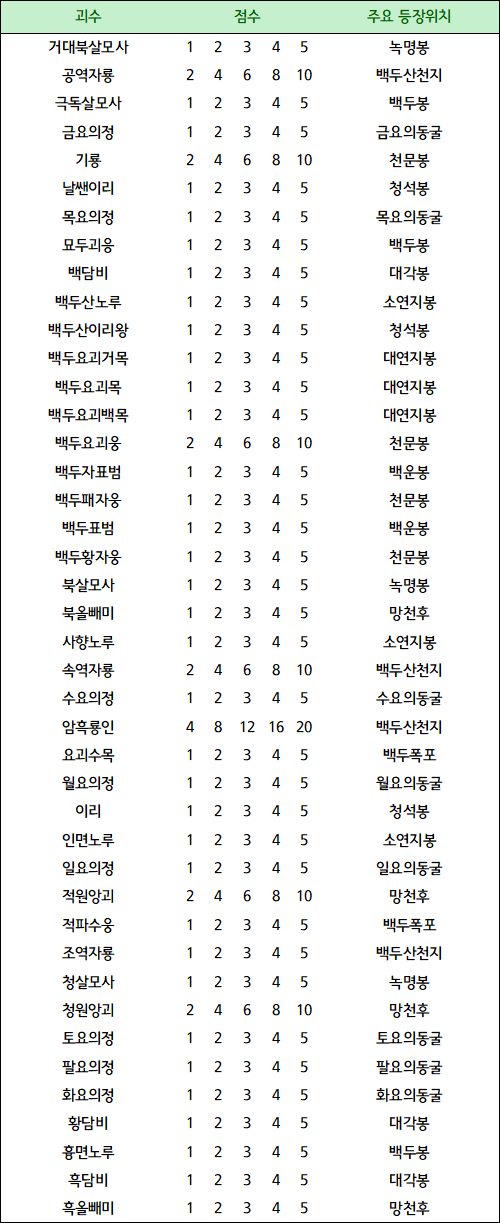 괴수 점수 주요 등장위치
거대북살모사 1 2 3 4 5 녹명봉
공역자룡 2 4 6 8 10 백두산천지
극독살모사 1 2 3 4 5 백두봉
금요의정 1 2 3 4 5 금요의동굴
기룡 2 4 6 8 10 천문봉
날쌘이리 1 2 3 4 5 청석봉
목요의정 1 2 3 4 5 목요의동굴
묘두괴응 1 2 3 4 5 백두봉
백담비 1 2 3 4 5 대각봉
백두산노루 1 2 3 4 5 소연지봉
백두산이리왕 1 2 3 4 5 청석봉
백두요괴거목 1 2 3 4 5 대연지봉
백두요괴목 1 2 3 4 5 대연지봉
백두요괴백목 1 2 3 4 5 대연지봉
백두요괴웅 2 4 6 8 10 천문봉
백두자표범 1 2 3 4 5 백운봉
백두패자웅 1 2 3 4 5 천문봉
백두표범 1 2 3 4 5 백운봉
백두황자웅 1 2 3 4 5 천문봉
북살모사 1 2 3 4 5 녹명봉
북올빼미 1 2 3 4 5 망천후
사향노루 1 2 3 4 5 소연지봉
속역자룡 2 4 6 8 10 백두산천지
수요의정 1 2 3 4 5 수요의동굴
암흑룡인 4 8 12 16 20 백두산천지
요괴수목 1 2 3 4 5 백두폭포
월요의정 1 2 3 4 5 월요의동굴
이리 1 2 3 4 5 청석봉
인면노루 1 2 3 4 5 소연지봉
일요의정 1 2 3 4 5 일요의동굴
적원앙괴 2 4 6 8 10 망천후
적파수웅 1 2 3 4 5 백두폭포
조역자룡 1 2 3 4 5 백두산천지
청살모사 1 2 3 4 5 녹명봉
청원앙괴 2 4 6 8 10 망천후
토요의정 1 2 3 4 5 토요의동굴
팔요의정 1 2 3 4 5 팔요의동굴
화요의정 1 2 3 4 5 화요의동굴
황담비 1 2 3 4 5 대각봉
흉면노루 1 2 3 4 5 백두봉
흑담비 1 2 3 4 5 대각봉
흑올빼미 1 2 3 4 5 망천후